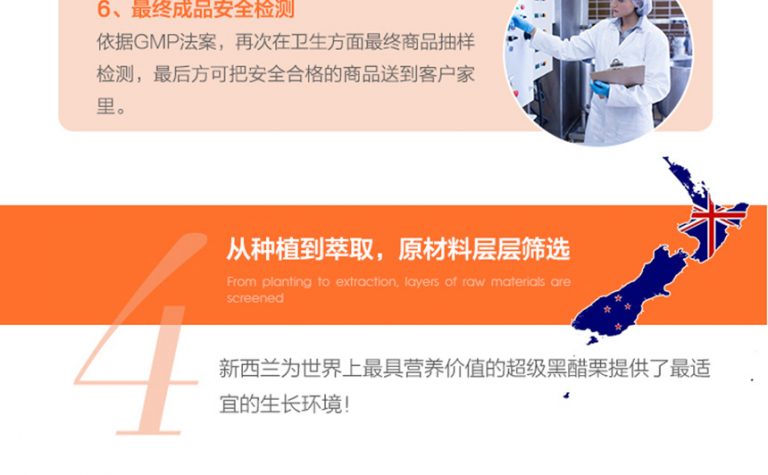 6、最终成品安全检测
依据GMP法案，再次在卫生方面最终商品抽样
检测，最后方可把安全合格的商品送到客户家
里。
4
从种植到萃取，原材料层层筛选
From planting to extraction, layers of raw materials are
screened
新西兰为世界上最具营养价值的超级黑醋栗提供了最适
宜的生长环境！